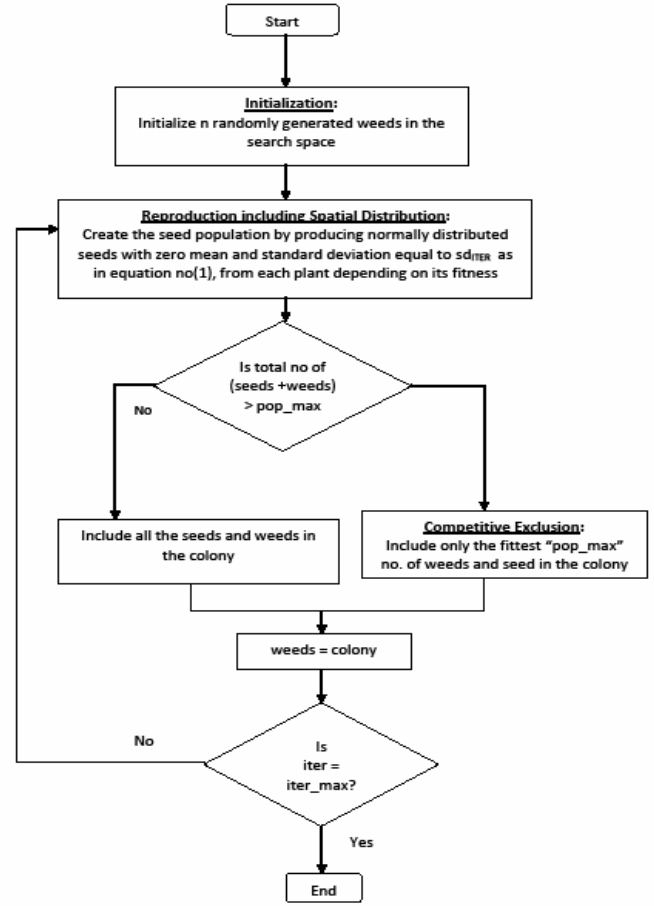 Start
Initialization:
Initialize n randomly generated weeds in the
search space
Reproduction including Spatial Distribution:
Create the seed population by producing normally distributed
seeds with zero mean and standard deviation equal to sdITER as
in equation no(1), from each plant depending on its fitness
Is total no of
(seeds +weeds)
> pop_max
No
Include all the seeds and weeds in
the colony
Competitive Exclusion:
Include only the fittest “pop_max”
no. of weeds and seed in the colony
weeds = colony
No
Is
iter =
iter_max?
Yes
End